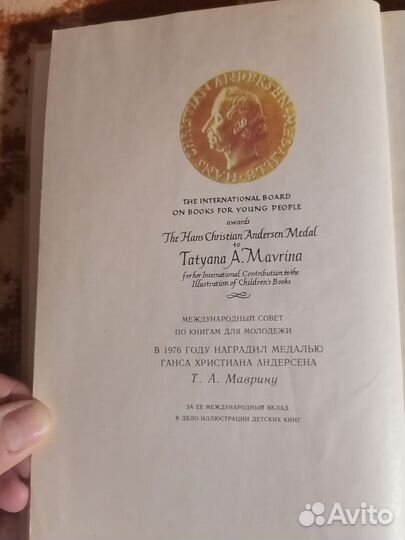 HANS CHRISTIAN ANDERSEN MEDAILLE
THE INTERNATIONAL BOARD
ON BOOKS FOR YOUNG PEOPLE
awards
The Hans Christian Andersen Medal
to
Tatyana A. Mavrina
for her International Contribution to the
Illustration of Children's Books
МЕЖДУНАРОДНЫЙ СОВЕТ
ПО КНИГАМ ДЛЯ МОЛОДЕЖИ
В 1976 ГОДУ НАГРАДИЛ МЕДАЛЬЮ
ГАНСА ХРИСТИАНА АНДЕРСЕНА
Т. А. Маврину
ЗА ЕЕ МЕЖДУНАРОДНЫЙ ВКЛАД
В ДЕЛО ИЛЛЮСТРАЦИИ ДЕТСКИХ КНИГ
Avito